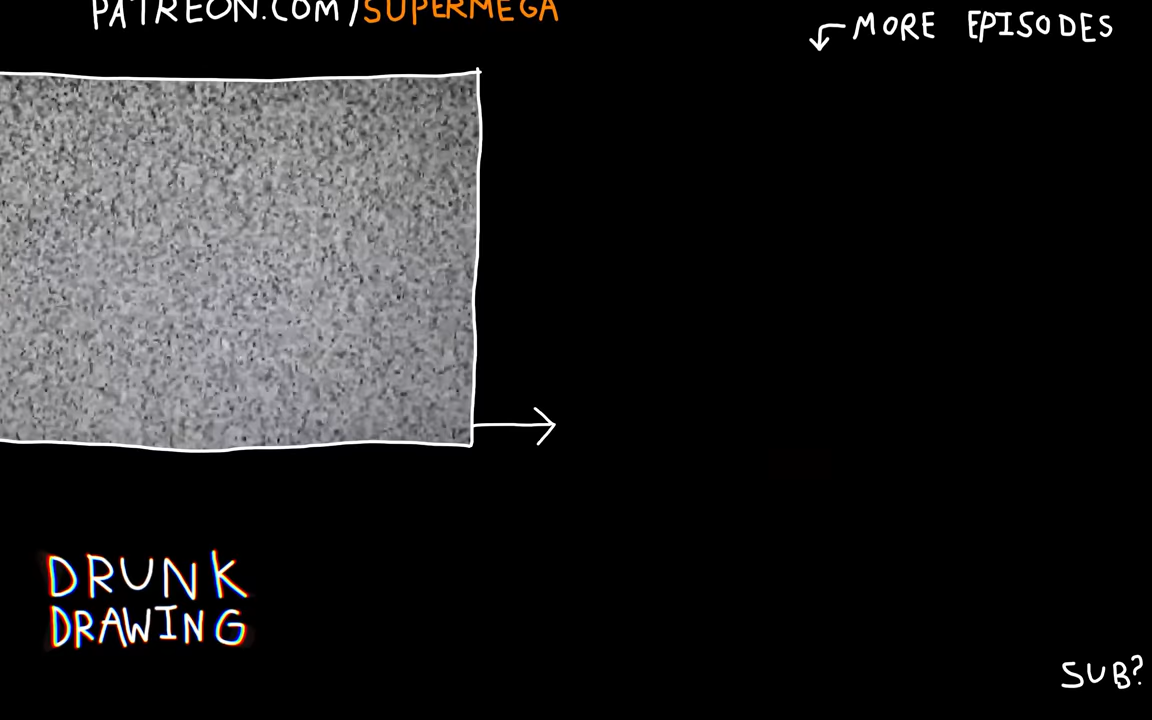 PATREON.COM/SUPERMEGA
MORE EPISODES
DRUNK
DRAWING
SUB?